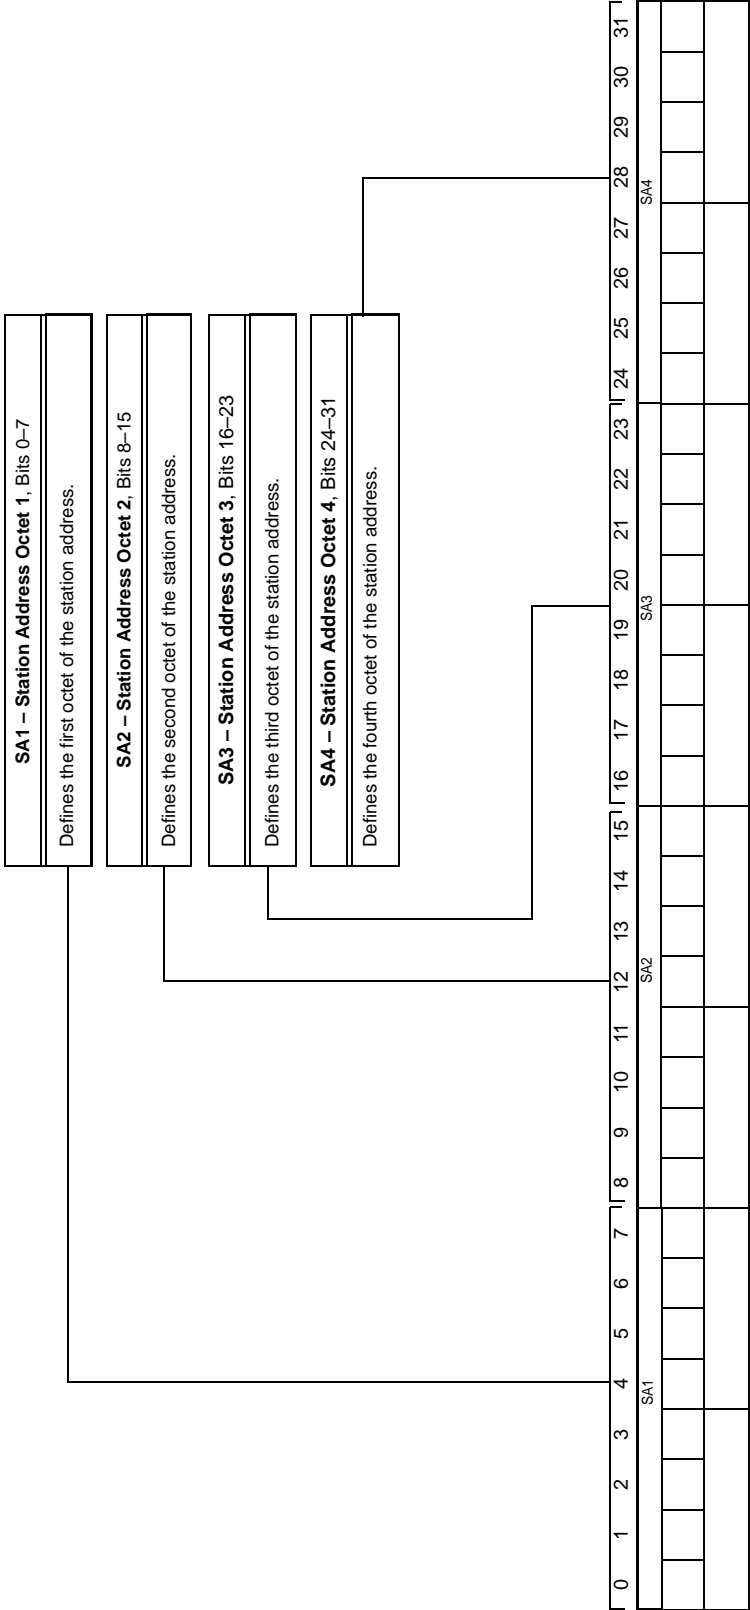 SA1 – Station Address Octet 1, Bits 0–7
Defines the first octet of the station address.
SA2 – Station Address Octet 2, Bits 8–15
Defines the second octet of the station address.
SA3 – Station Address Octet 3, Bits 16–23
Defines the third octet of the station address.
SA4 – Station Address Octet 4, Bits 24–31
Defines the fourth octet of the station address.
0 1 2 3 4 5 6 7 8 9 10 11 12 13 14 15 16 17 18 19 20 21 22 23 24 25 26 27 28 29 30 31
SA1 SA2 SA3 SA4